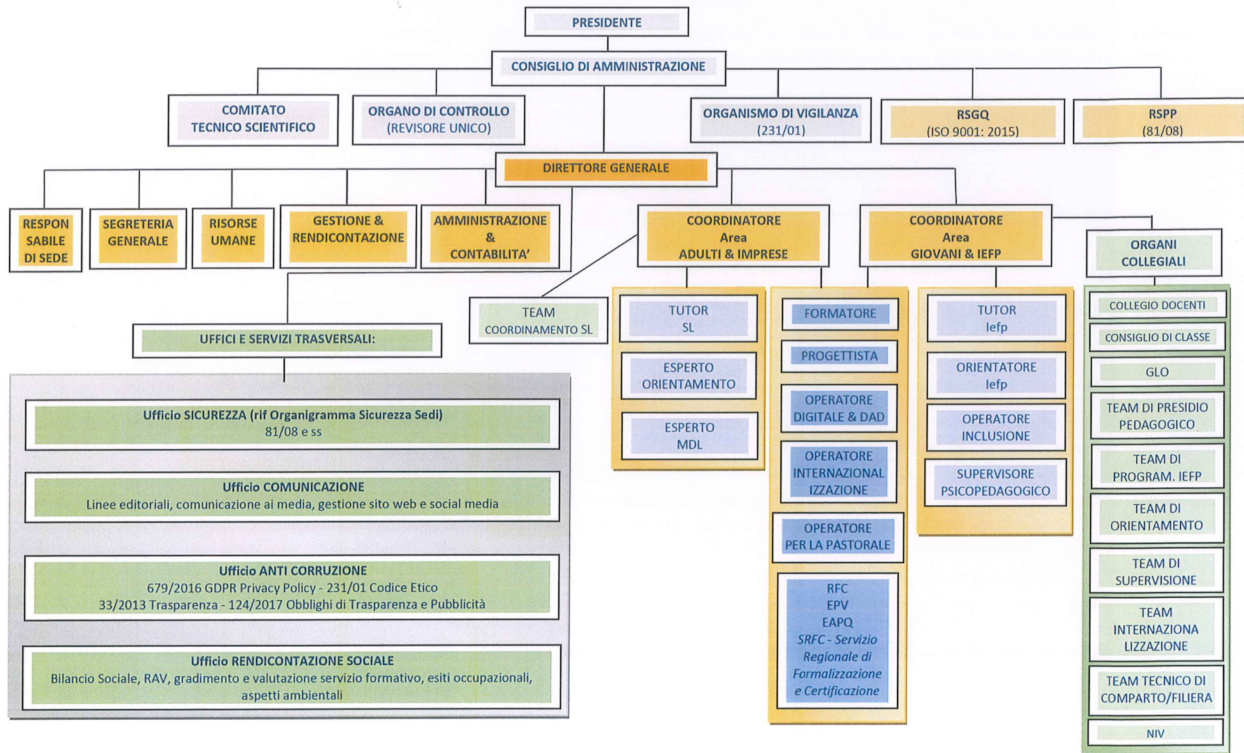 PRESIDENTE
CONSIGLIO DI AMMINISTRAZIONE
COMITATO
TECNICO SCIENTIFICO
ORGANO DI CONTROLLO
(REVISORE UNICO)
ORGANISMO DI VIGILANZA
(231/01)
RSGQ
(ISO 9001: 2015)
RSPP
(81/08)
DIRETTORE GENERALE
RESPON
SABILE
DI SEDE
SEGRETERIA
GENERALE
RISORSE
UMANE
GESTIONE &
RENDICONTAZIONE
AMMINISTRAZIONE
&
CONTABILITA'
COORDINATORE
Area
ADULTI & IMPRESE
COORDINATORE
Area
GIOVANI & IEFP
ORGANI
COLLEGIALI
TEAM
COORDINAMENTO SL
UFFICI E SERVIZI TRASVERSALI:
Ufficio SICUREZZA (rif Organigramma Sicurezza Sedi)
81/08 e ss
Ufficio COMUNICAZIONE
Linee editoriali, comunicazione ai media, gestione sito web e social media
Ufficio ANTI CORRUZIONE
679/2016 GDPR Privacy Policy - 231/01 Codice Etico
33/2013 Trasparenza - 124/2017 Obblighi di Trasparenza e Pubblicità
Ufficio RENDICONTAZIONE SOCIALE
Bilancio Sociale, RAV, gradimento e valutazione servizio formativo, esiti occupazionali,
aspetti ambientali
TUTOR
SL
ESPERTO
ORIENTAMENTO
ESPERTO
MDL
FORMATORE
PROGETTISTA
OPERATORE
DIGITALE & DAD
OPERATORE
INTERNAZIONAL
IZZAZIONE
OPERATORE
PER LA PASTORALE
RFC
EPV
EAPQ
SRFC - Servizio
Regionale di
Formalizzazione
e Certificazione
TUTOR
Iefp
ORIENTATORE
Iefp
OPERATORE
INCLUSIONE
SUPERVISORE
PSICOPEDAGOGICO
COLLEGIO DOCENTI
CONSIGLIO DI CLASSE
GLO
TEAM DI PRESIDIO
PEDAGOGICO
TEAM DI
PROGRAM. IEFP
TEAM DI
ORIENTAMENTO
TEAM DI
SUPERVISIONE
TEAM
INTERNAZIONA
LIZZAZIONE
TEAM TECNICO DI
COMPARTO/FILIERA
NIV